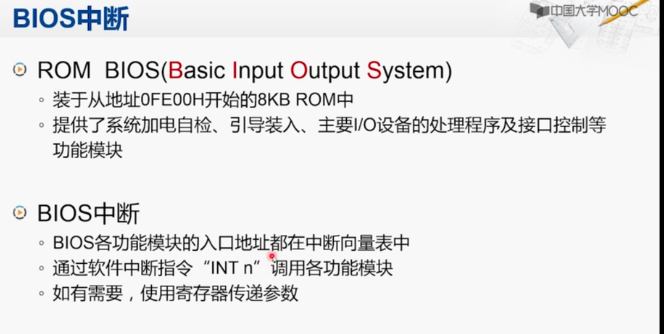 BIOS中断
中国大学MOOC
ROM BIOS(Basic Input Output System)
装于从地址0FE00H开始的8KB ROM中
提供了系统加电自检、引导装入、主要I/O设备的处理程序及接口控制等
功能模块
BIOS中断
BIOS各功能模块的入口地址都在中断向量表中
通过软件中断指令“INT n”调用各功能模块
如有需要，使用寄存器传递参数